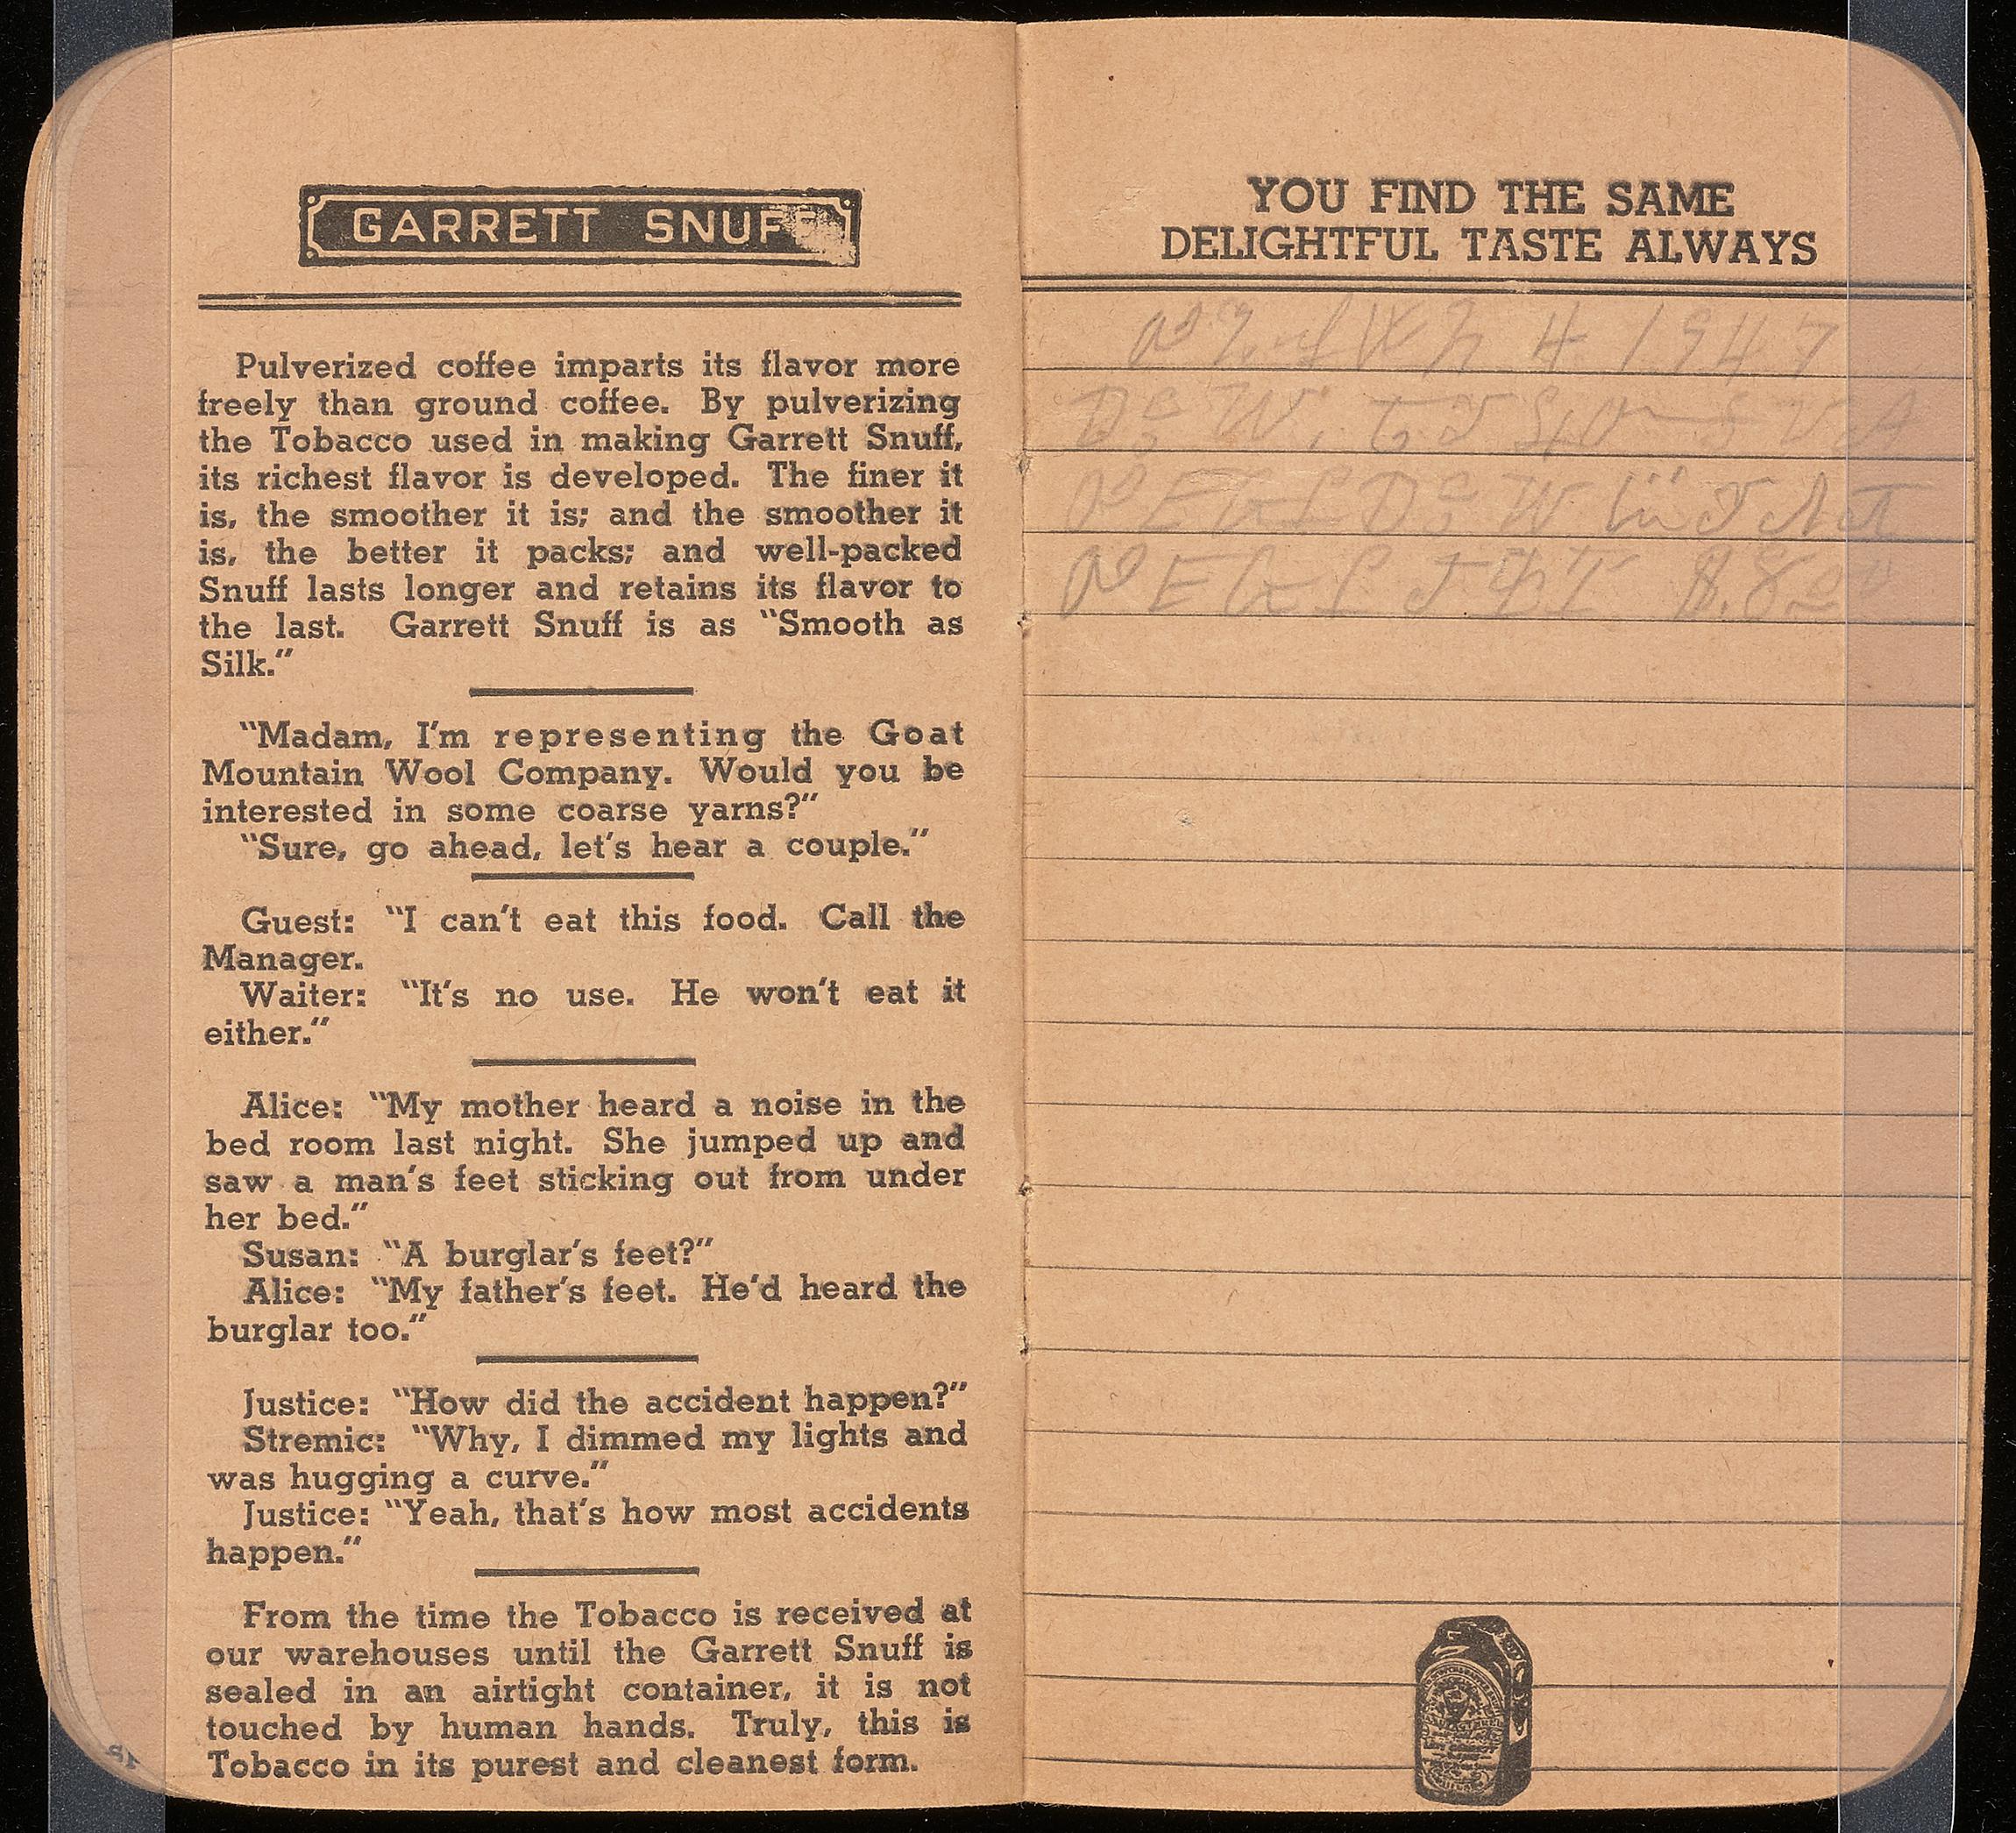 GARRETT SNUFF
Pulverized coffee imparts its flavor more
freely than ground coffee. By pulverizing
the Tobacco used in making Garrett Snuff,
its richest flavor is developed. The finer it
is, the smoother it is; and the smoother it
is, the better it packs; and well-packed
Snuff lasts longer and retains its flavor to
the last. Garrett Snuff is as “Smooth as
Silk.”
“Madam, I’m representing the Goat
Mountain Wool Company. Would you be
interested in some coarse yarns?”
“Sure, go ahead, let’s hear a couple.”
Guest: “I can’t eat this food. Call the
Manager.
Waiter: “It’s no use. He won’t eat it
either.”
Alice: “My mother heard a noise in the
bed room last night. She jumped up and
saw a man’s feet sticking out from under
her bed.”
Susan: “A burglar’s feet?”
Alice: “My father’s feet. He’d heard the
burglar too.”
Justice: “How did the accident happen?”
Stremic: “Why, I dimmed my lights and
was hugging a curve.”
Justice: “Yeah, that’s how most accidents
happen.”
From the time the Tobacco is received at
our warehouses until the Garrett Snuff is
sealed in an airtight container, it is not
touched by human hands. Truly, this is
Tobacco in its purest and cleanest form.
YOU FIND THE SAME
DELIGHTFUL TASTE ALWAYS
4 1947